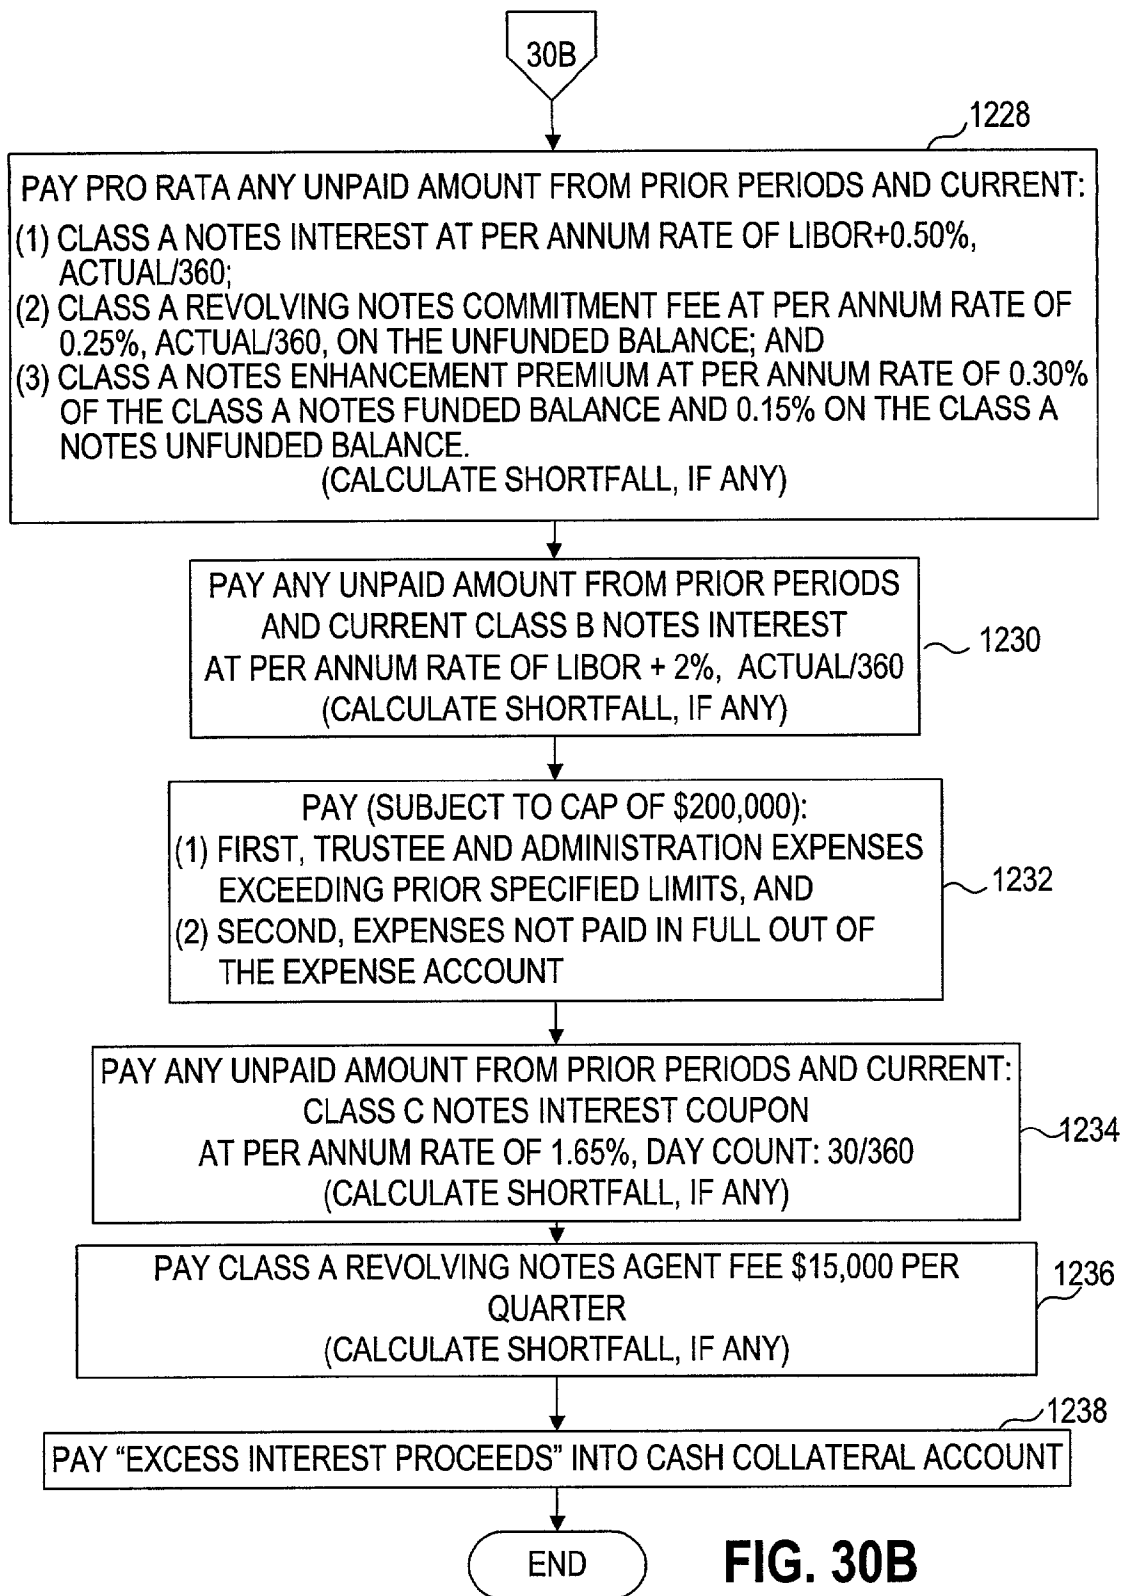 30B
1228
PAY PRO RATA ANY UNPAID AMOUNT FROM PRIOR PERIODS AND CURRENT:
(1) CLASS A NOTES INTEREST AT PER ANNUM RATE OF LIBOR+0.50%,
ACTUAL/360;
(2) CLASS A REVOLVING NOTES COMMITMENT FEE AT PER ANNUM RATE OF
0.25%, ACTUAL/360, ON THE UNFUNDED BALANCE; AND
(3) CLASS A NOTES ENHANCEMENT PREMIUM AT PER ANNUM RATE OF 0.30%
OF THE CLASS A NOTES FUNDED BALANCE AND 0.15% ON THE CLASS A
NOTES UNFUNDED BALANCE.
(CALCULATE SHORTFALL, IF ANY)
PAY ANY UNPAID AMOUNT FROM PRIOR PERIODS
AND CURRENT CLASS B NOTES INTEREST
AT PER ANNUM RATE OF LIBOR + 2%, ACTUAL/360
(CALCULATE SHORTFALL, IF ANY)
1230
PAY (SUBJECT TO CAP OF $200,000):
(1) FIRST, TRUSTEE AND ADMINISTRATION EXPENSES
EXCEEDING PRIOR SPECIFIED LIMITS, AND
(2) SECOND, EXPENSES NOT PAID IN FULL OUT OF
THE EXPENSE ACCOUNT
1232
PAY ANY UNPAID AMOUNT FROM PRIOR PERIODS AND CURRENT:
CLASS C NOTES INTEREST COUPON
AT PER ANNUM RATE OF 1.65%, DAY COUNT: 30/360
(CALCULATE SHORTFALL, IF ANY)
1234
PAY CLASS A REVOLVING NOTES AGENT FEE $15,000 PER
QUARTER
(CALCULATE SHORTFALL, IF ANY)
1236
1238
PAY “EXCESS INTEREST PROCEEDS” INTO CASH COLLATERAL ACCOUNT
END
FIG. 30B